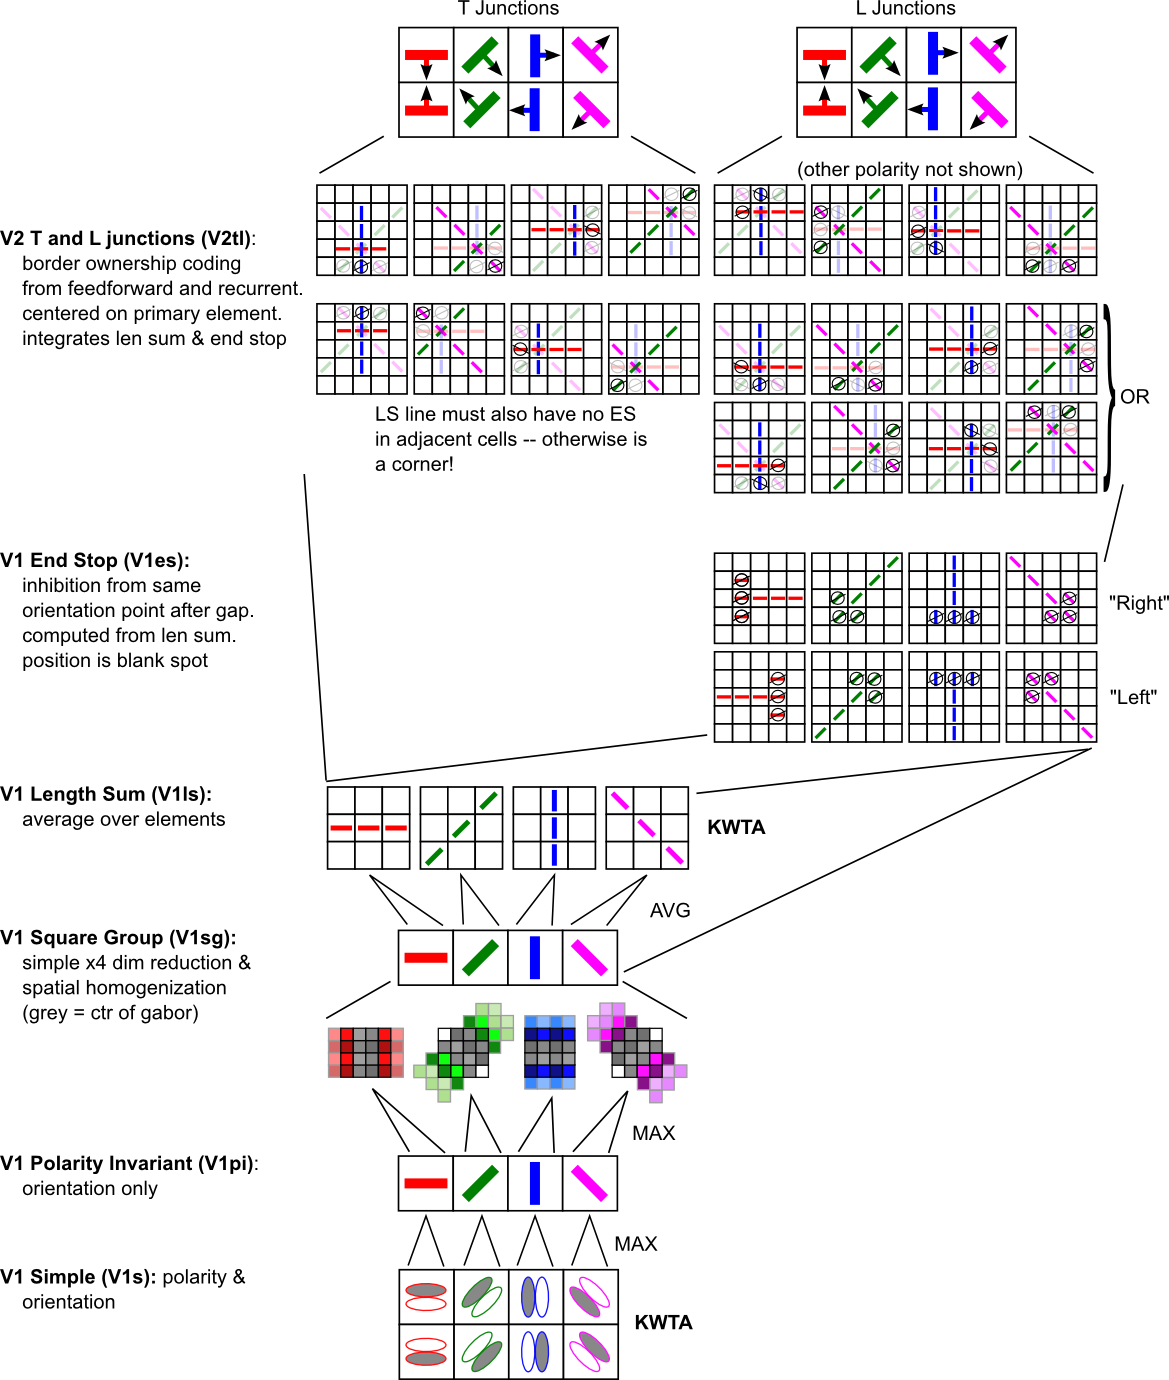 T Junctions
L Junctions
(other polarity not shown)
V2 T and L junctions (V2tl):
border ownership coding
from feedforward and recurrent.
centered on primary element.
integrates len sum & end stop
OR
LS line must also have no ES
in adjacent cells -- otherwise is
a corner!
V1 End Stop (V1es):
inhibition from same
orientation point after gap.
computed from len sum.
position is blank spot
"Right"
"Left"
V1 Length Sum (V1ls):
average over elements
KWTA
AVG
V1 Square Group (V1sg):
simple x4 dim reduction &
spatial homogenization
(grey = ctr of gabor)
MAX
V1 Polarity Invariant (V1pi):
orientation only
MAX
V1 Simple (V1s): polarity &
orientation
KWTA